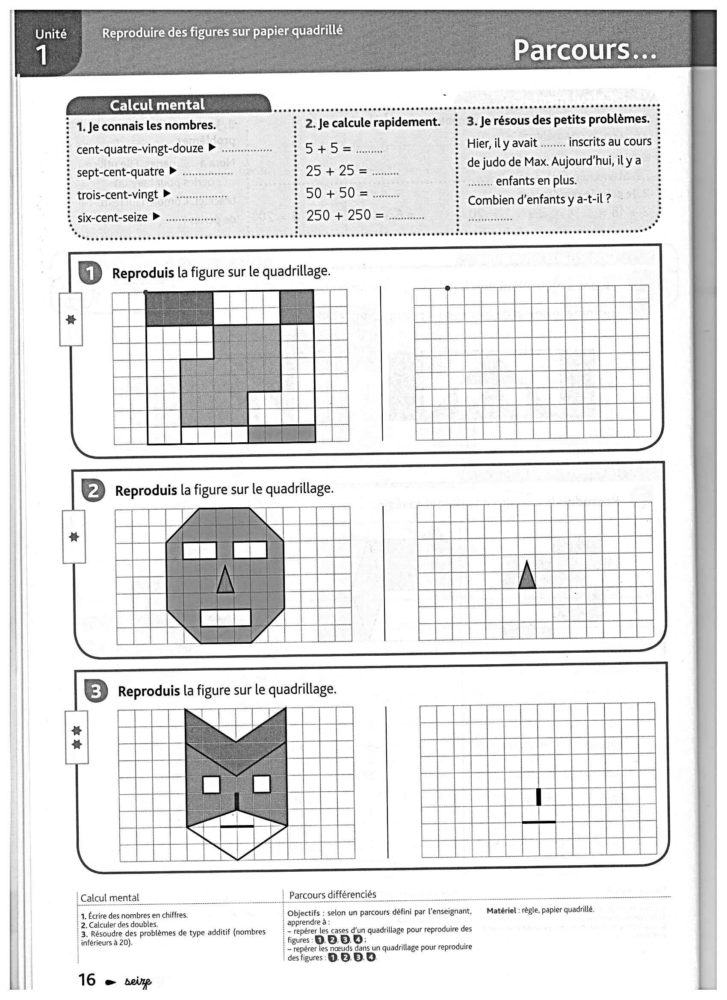 Unité
1
Reproduire des figures sur papier quadrillé
Parcours...
Calcul mental
1. Je connais les nombres.
cent-quatre-vingt-douze ▶ ................
sept-cent-quatre ▶ ................
trois-cent-vingt ▶ ................
six-cent-seize ▶ ................
2. Je calcule rapidement.
5 + 5 = .........
25 + 25 = .........
50 + 50 = .........
250 + 250 = ............
3. Je résous des petits problèmes.
Hier, il y avait ........ inscrits au cours
de judo de Max. Aujourd'hui, il y a
........ enfants en plus.
Combien d'enfants y a-t-il ?
..............
1 Reproduis la figure sur le quadrillage.
2 Reproduis la figure sur le quadrillage.
3 Reproduis la figure sur le quadrillage.
Calcul mental
1. Écrire des nombres en chiffres.
2. Calculer des doubles.
3. Résoudre des problèmes de type additif (nombres
inférieurs à 20).
Parcours différenciés
Objectifs : selon un parcours défini par l'enseignant,
apprendre à :
– repérer les cases d'un quadrillage pour reproduire des
figures : 1, 2, 3, 4 ;
– repérer les nœuds dans un quadrillage pour reproduire
des figures : 1, 2, 3, 4.
Matériel : règle, papier quadrillé.
16 seize